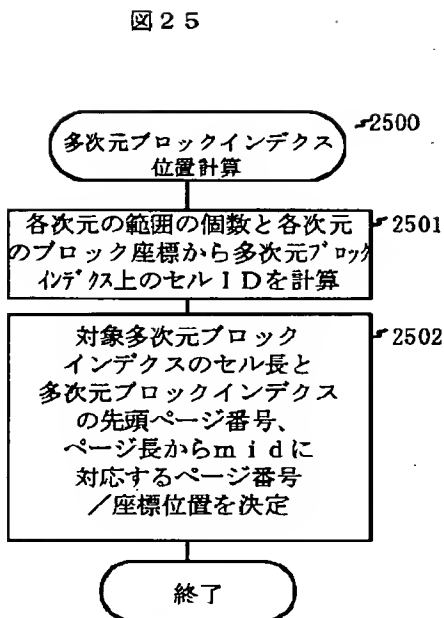 図２５
多次元ブロックインデクス
位置計算
2500
各次元の範囲の個数と各次元
のブロック座標から多次元ブロック
インデクス上のセルＩＤを計算
2501
対象多次元ブロック
インデクスのセル長と
多次元ブロックインデクス
の先頭ページ番号、
ページ長からｍｉｄに
対応するページ番号
／座標位置を決定
2502
終了